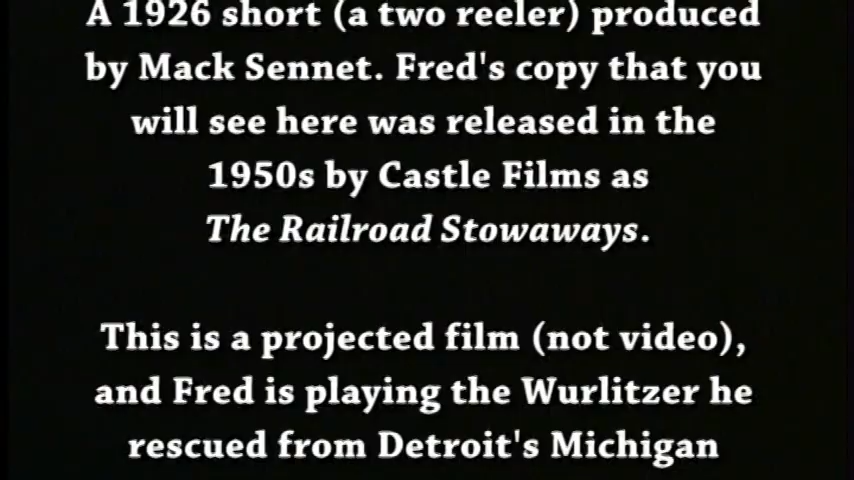 A 1926 short (a two reeler) produced
by Mack Sennet. Fred's copy that you
will see here was released in the
1950s by Castle Films as
The Railroad Stowaways.
This is a projected film (not video),
and Fred is playing the Wurlitzer he
rescued from Detroit's Michigan